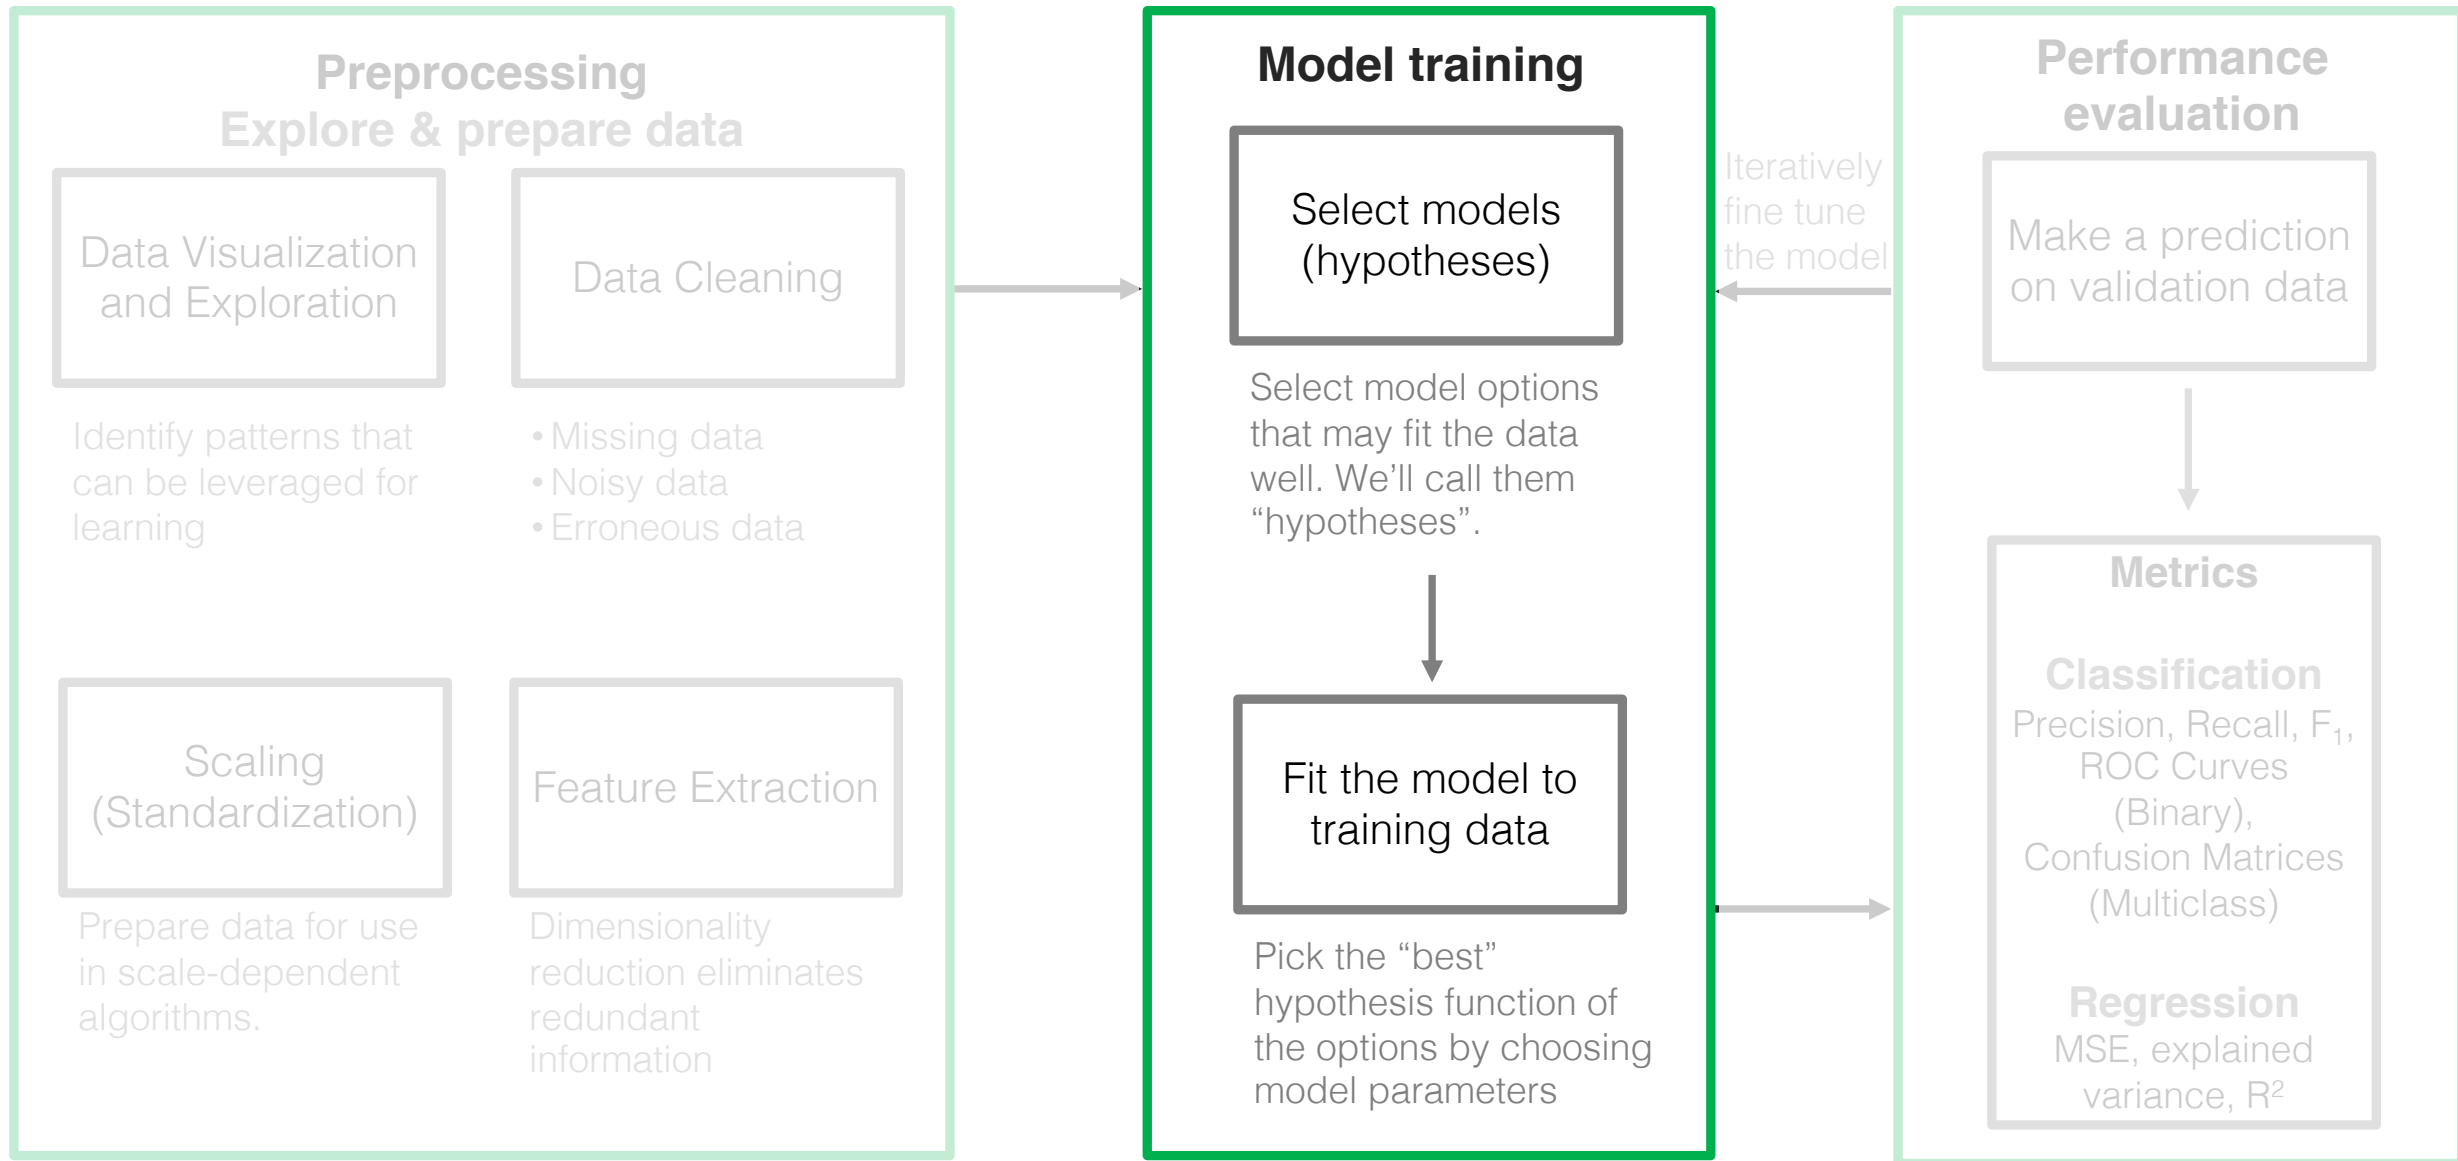 Preprocessing
Explore & prepare data
Data Visualization
and Exploration
Identify patterns that
can be leveraged for
learning
Data Cleaning
• Missing data
• Noisy data
• Erroneous data
Scaling
(Standardization)
Prepare data for use
in scale-dependent
algorithms.
Feature Extraction
Dimensionality
reduction eliminates
redundant
information
Model training
Select models
(hypotheses)
Select model options
that may fit the data
well. We’ll call them
“hypotheses”.
Fit the model to
training data
Pick the “best”
hypothesis function of
the options by choosing
model parameters
Iteratively
fine tune
the model
Performance
evaluation
Make a prediction
on validation data
Metrics
Classification
Precision, Recall, F₁,
ROC Curves
(Binary),
Confusion Matrices
(Multiclass)
Regression
MSE, explained
variance, R²